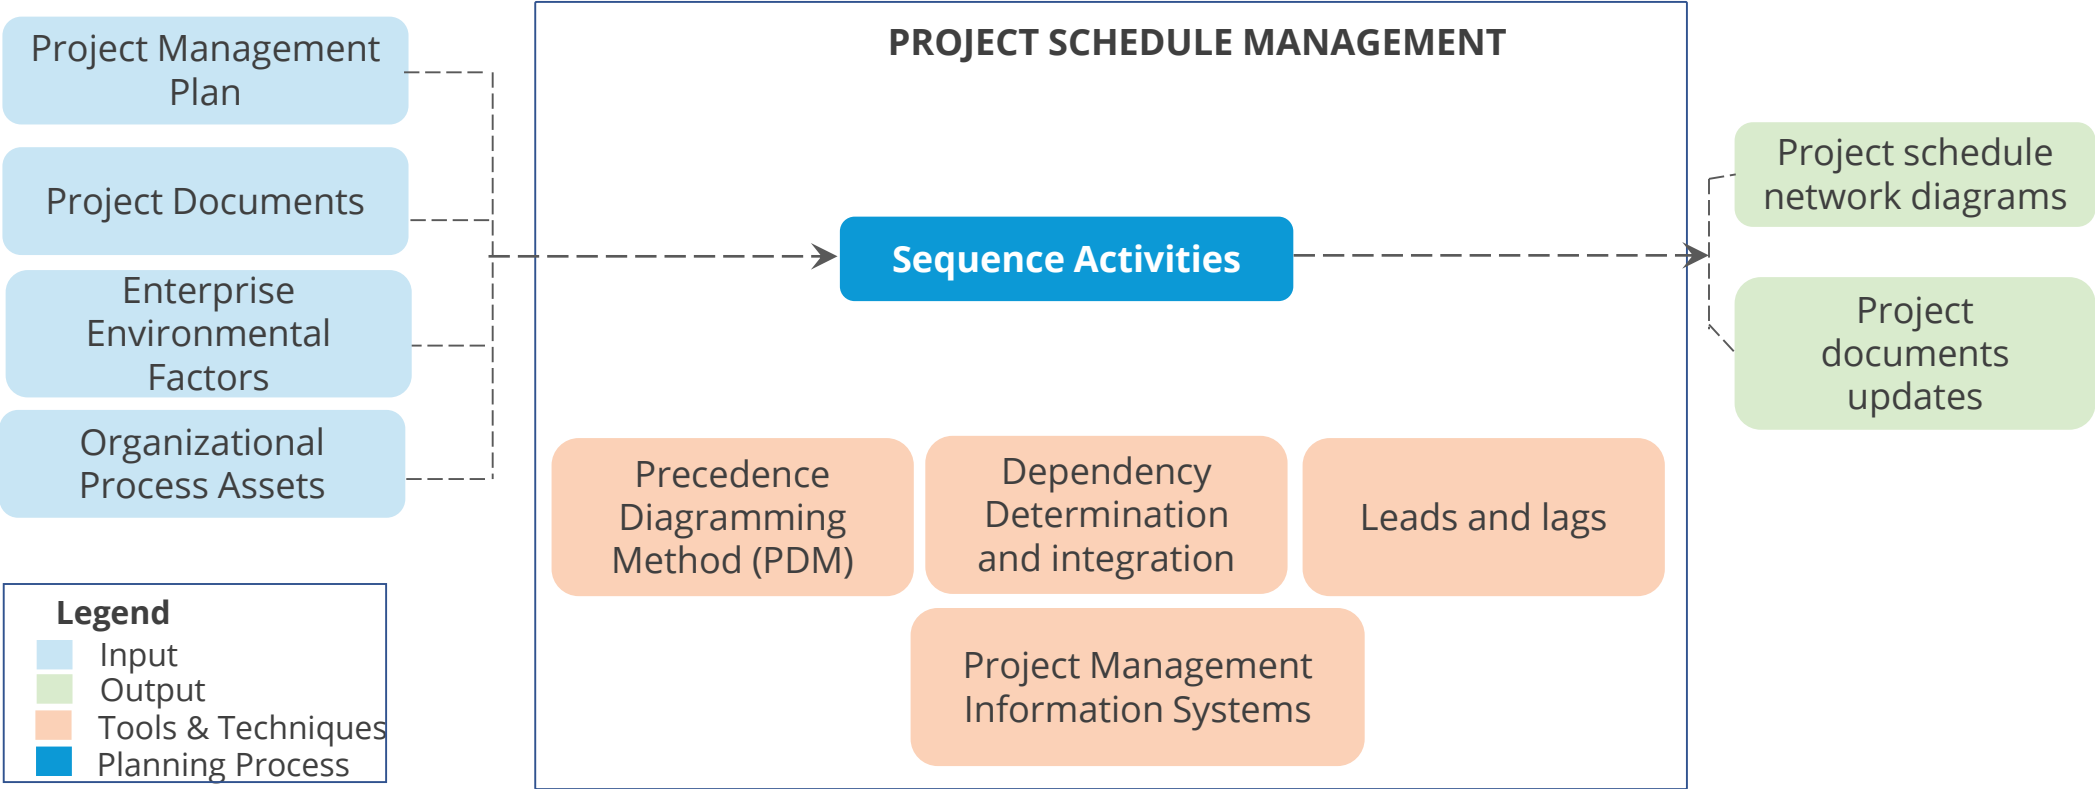 Project Management
Plan
Project Documents
Enterprise
Environmental
Factors
Organizational
Process Assets
Legend
Input
Output
Tools & Techniques
Planning Process
PROJECT SCHEDULE MANAGEMENT
Sequence Activities
Precedence
Diagramming
Method (PDM)
Dependency
Determination
and integration
Leads and lags
Project Management
Information Systems
Project schedule
network diagrams
Project
documents
updates